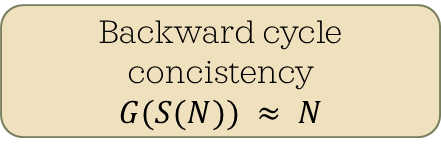 Backward cycle
concistency
G(S(N)) ≈ N